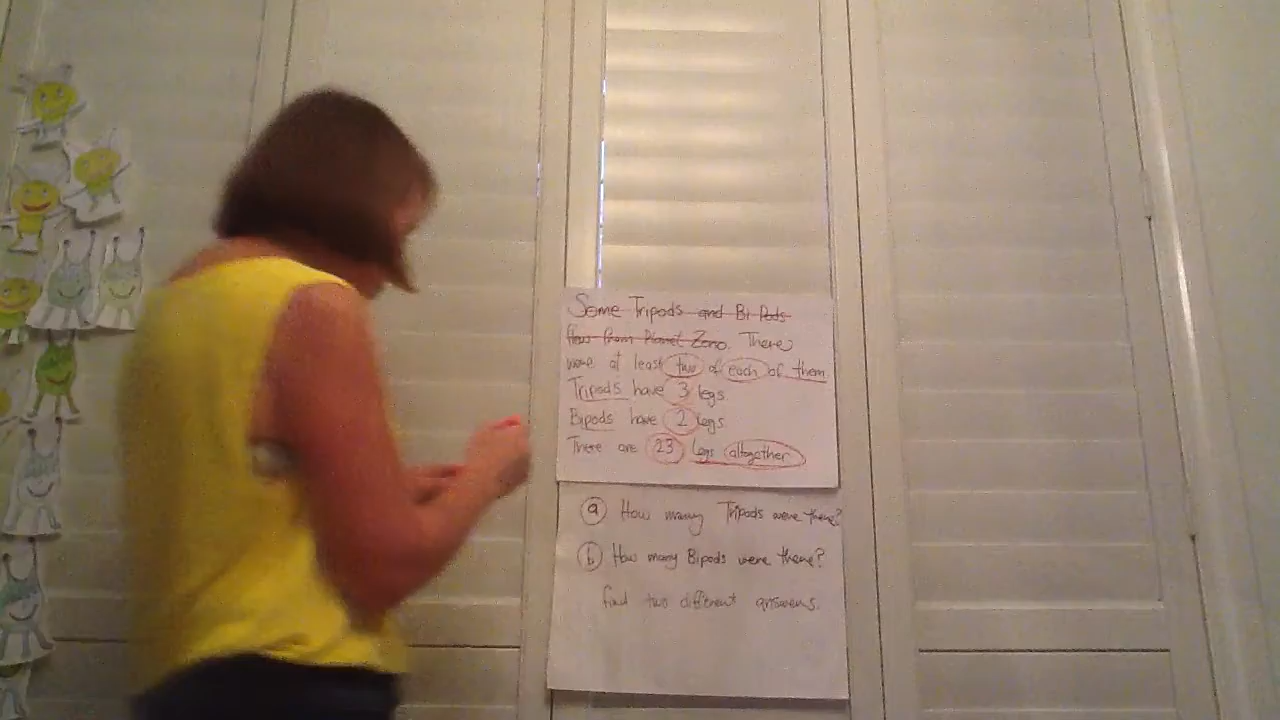 Some Tripods and Bi Pods
flew from Planet Zono. There
were at least two of each of them.
Tripods have 3 legs.
Bipods have 2 legs
There are 23 legs altogether
a How many Tripods were there?
b How many Bipods were there?
find two different answers.